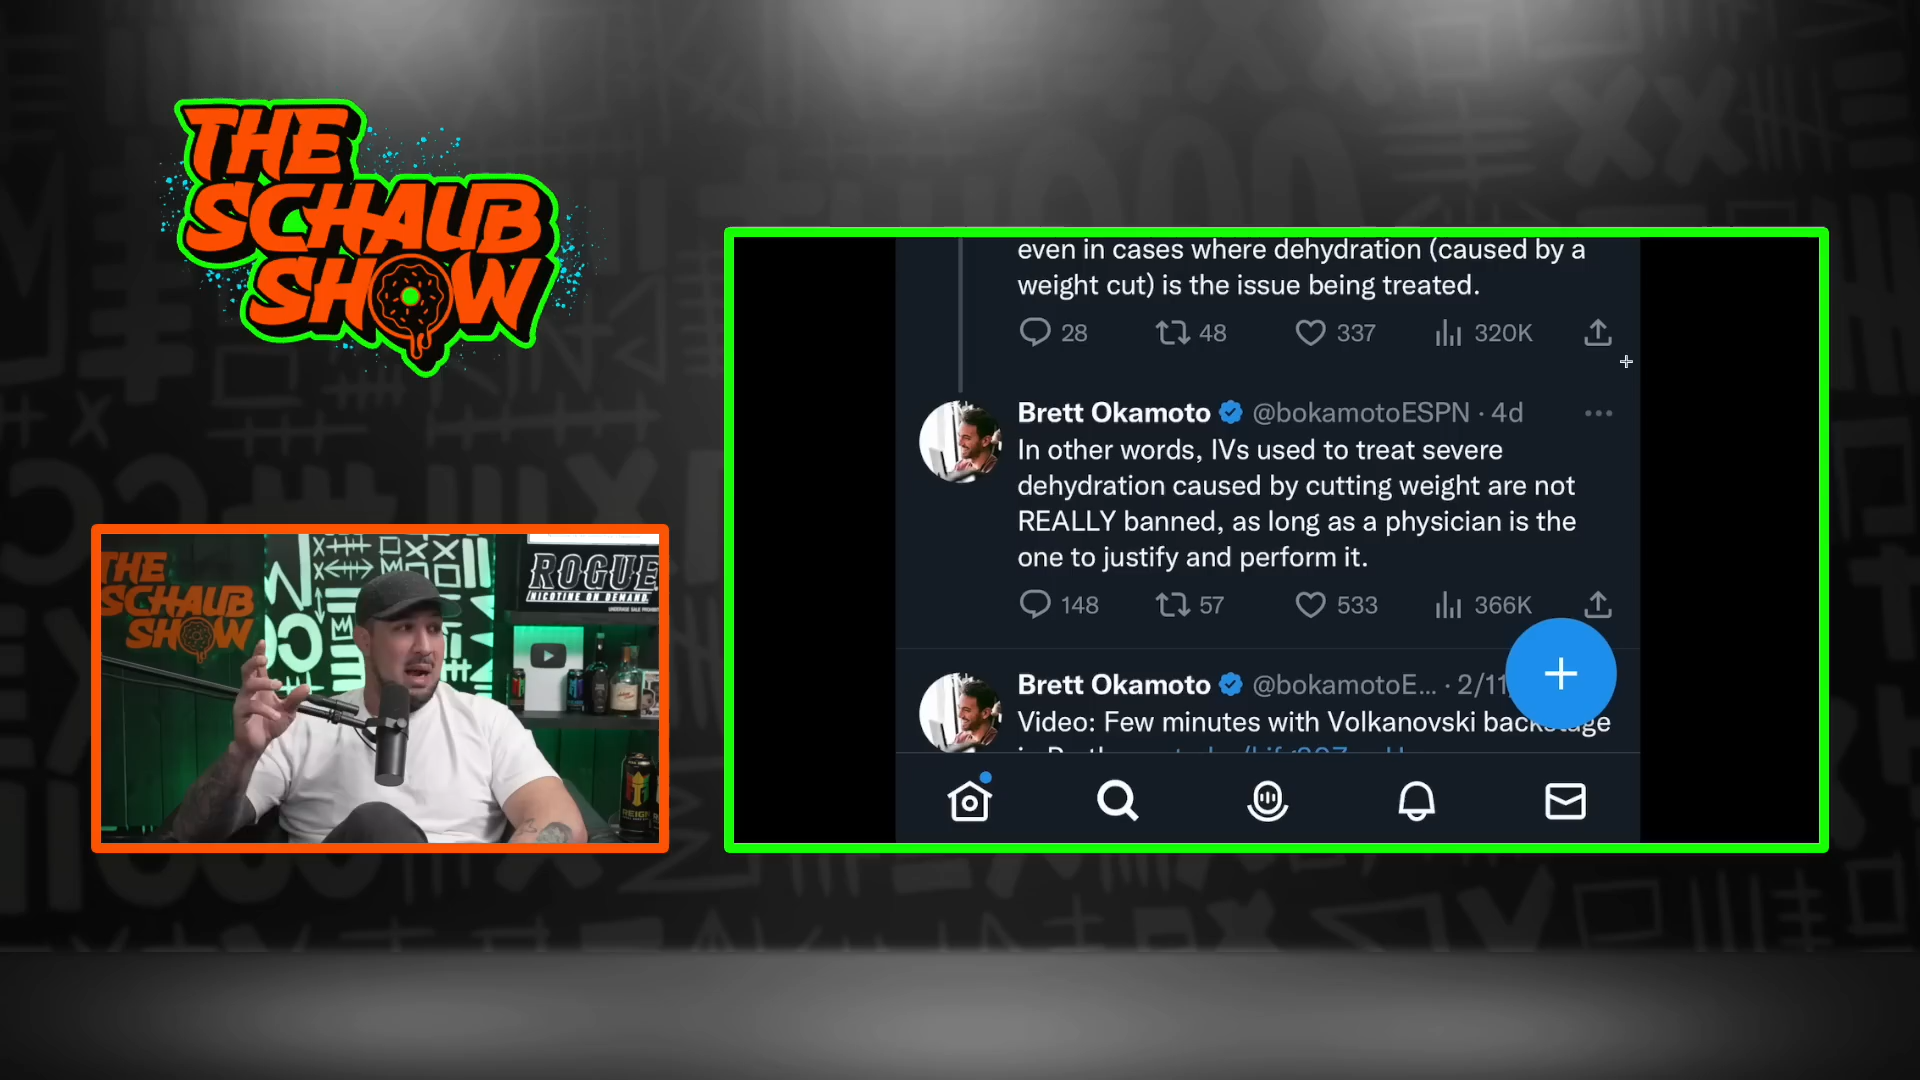 THE
SCHAUB
SHOW
even in cases where dehydration (caused by a
weight cut) is the issue being treated.
28 48 337 320K
Brett Okamoto @bokamotoESPN · 4d
In other words, IVs used to treat severe
dehydration caused by cutting weight are not
REALLY banned, as long as a physician is the
one to justify and perform it.
148 57 533 366K
Brett Okamoto @bokamotoE... · 2/11
Video: Few minutes with Volkanovski backstage
THE
SCHAUB
SHOW
ROGUE
NICOTINE ON DEMAND.
REIGN